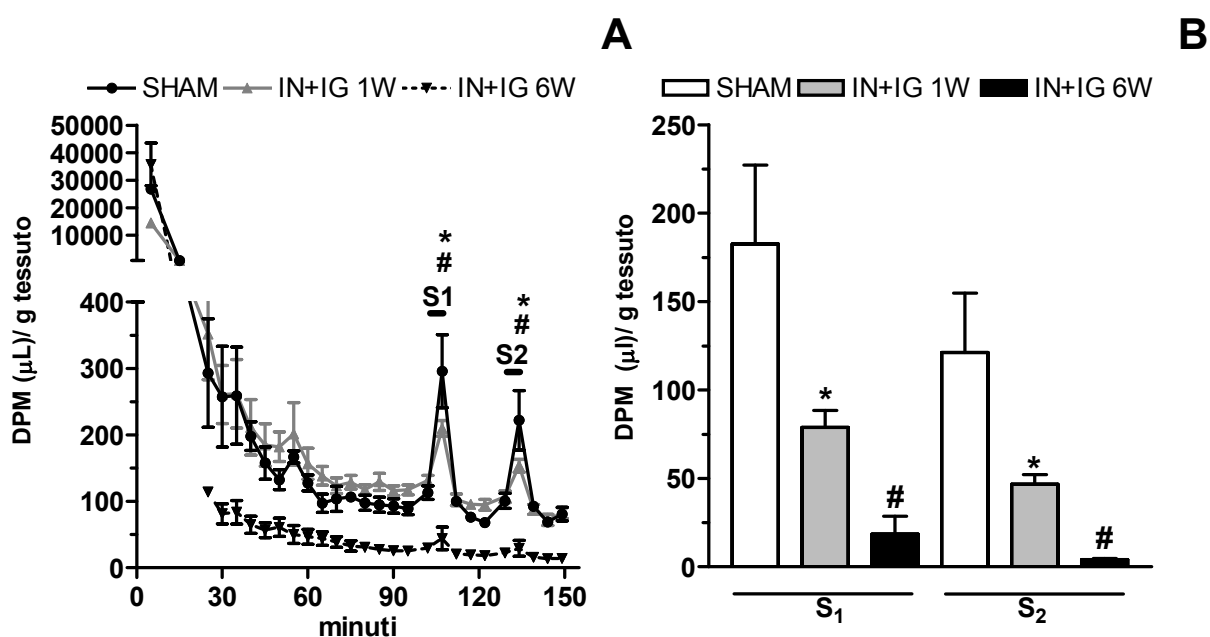 A
B
SHAM IN+IG 1W IN+IG 6W
SHAM IN+IG 1W IN+IG 6W
DPM (μL)/ g tessuto
50000
40000
30000
20000
10000
400
300
200
100
0
*
#
S1
*
#
S2
0 30 60 90 120 150
minuti
DPM (μl)/ g tessuto
250
200
150
100
50
0
*
#
*
#
S1 S2